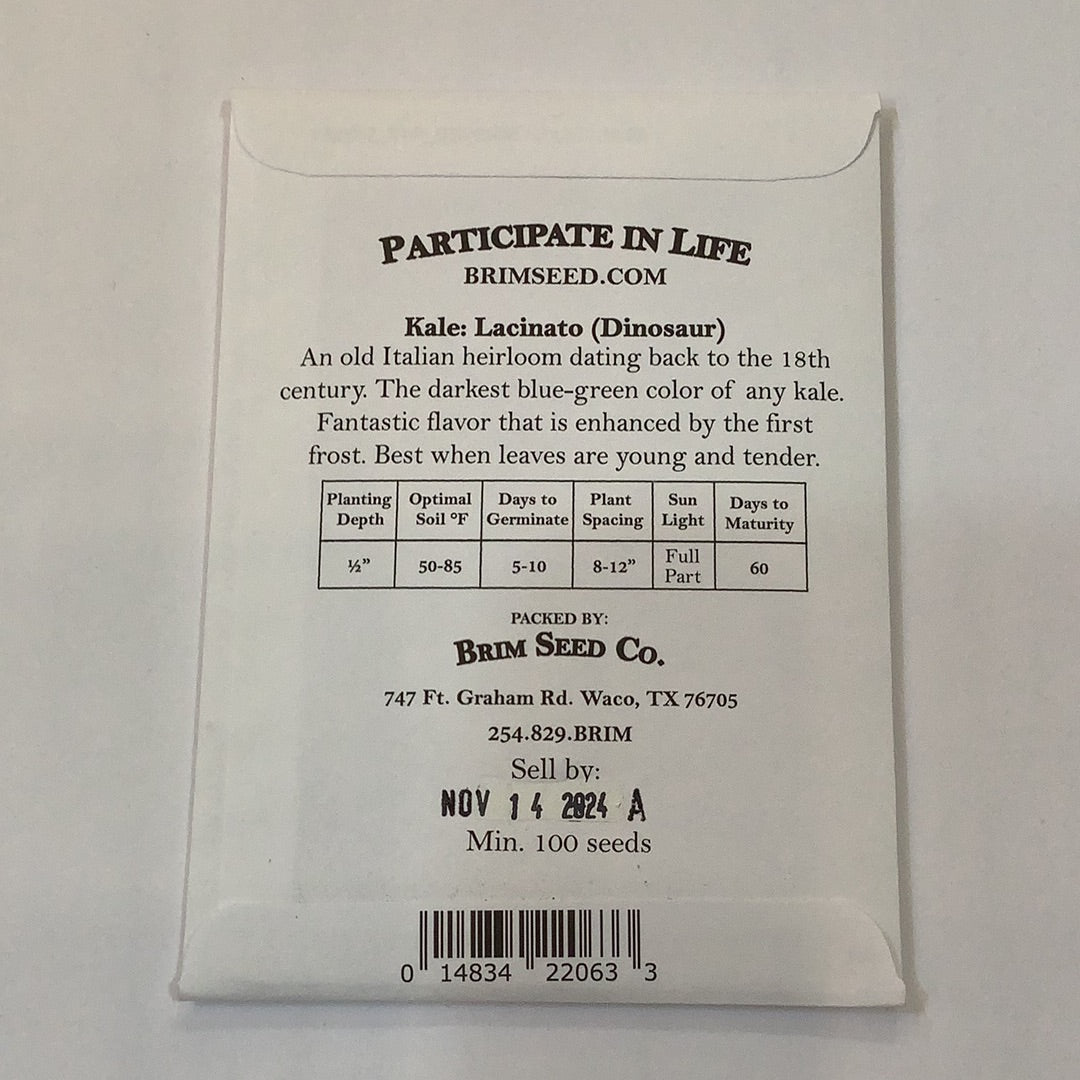 PARTICIPATE IN LIFE
BRIMSEED.COM
Kale: Lacinato (Dinosaur)
An old Italian heirloom dating back to the 18th
century. The darkest blue-green color of any kale.
Fantastic flavor that is enhanced by the first
frost. Best when leaves are young and tender.
Planting Depth Optimal Soil °F Days to Germinate Plant Spacing Sun Light Days to Maturity
½” 50-85 5-10 8-12” Full Part 60
PACKED BY:
BRIM SEED CO.
747 Ft. Graham Rd. Waco, TX 76705
254.829.BRIM
Sell by:
NOV 14 2024 A
Min. 100 seeds
0 14834 22063 3